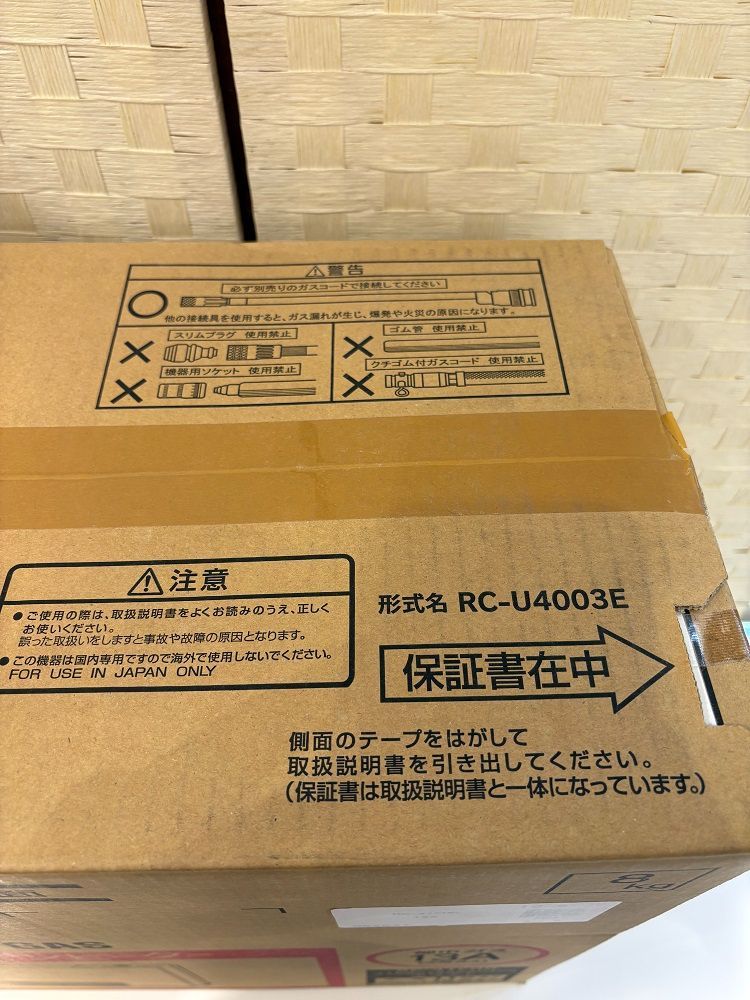 ⚠警告
必ず別売りのガスコードで接続してください
他の接続具を使用すると、ガス漏れが生じ、爆発や火災の原因になります。
スリムプラグ 使用禁止
ゴム管 使用禁止
機器用ソケット 使用禁止
クチゴム付ガスコード 使用禁止
⚠注意
●ご使用の際は、取扱説明書をよくお読みのうえ、正しく
お使いください。
誤った取扱いをしますと事故や故障の原因となります。
●この機器は国内専用ですので海外で使用しないでください。
FOR USE IN JAPAN ONLY
形式名 RC-U4003E
保証書在中
側面のテープをはがして
取扱説明書を引き出してください。
(保証書は取扱説明書と一体になっています。)
8
kg
GAS
13A